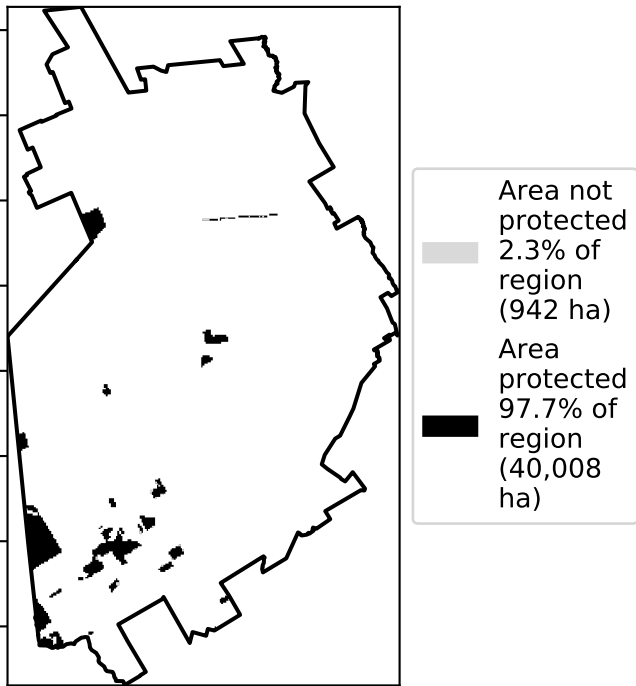 Area not
protected
2.3% of
region
(942 ha)
Area
protected
97.7% of
region
(40,008
ha)